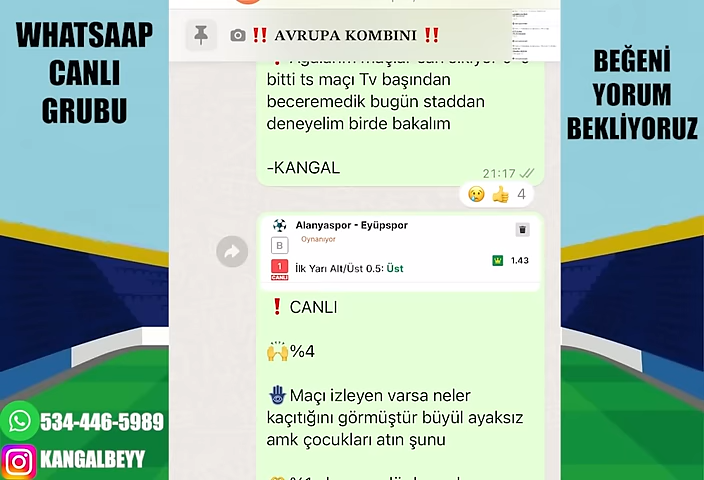 WHATSAAP
CANLI
GRUBU
BEĞENİ
YORUM
BEKLİYORUZ
534-446-5989
KANGALBEYY
‼️ AVRUPA KOMBINI ‼️
bitti ts maçı Tv başından
beceremedik bugün staddan
deneyelim birde bakalım
-KANGAL
21:17
😢👍 4
Alanyaspor - Eyüpspor
Oynanıyor
B
1
CANLI
İlk Yarı Alt/Üst 0.5: Üst
1.43
❗ CANLI
🙌%4
🪬Maçı izleyen varsa neler
kaçıtığını görmüştür büyül ayaksız
amk çocukları atın şunu